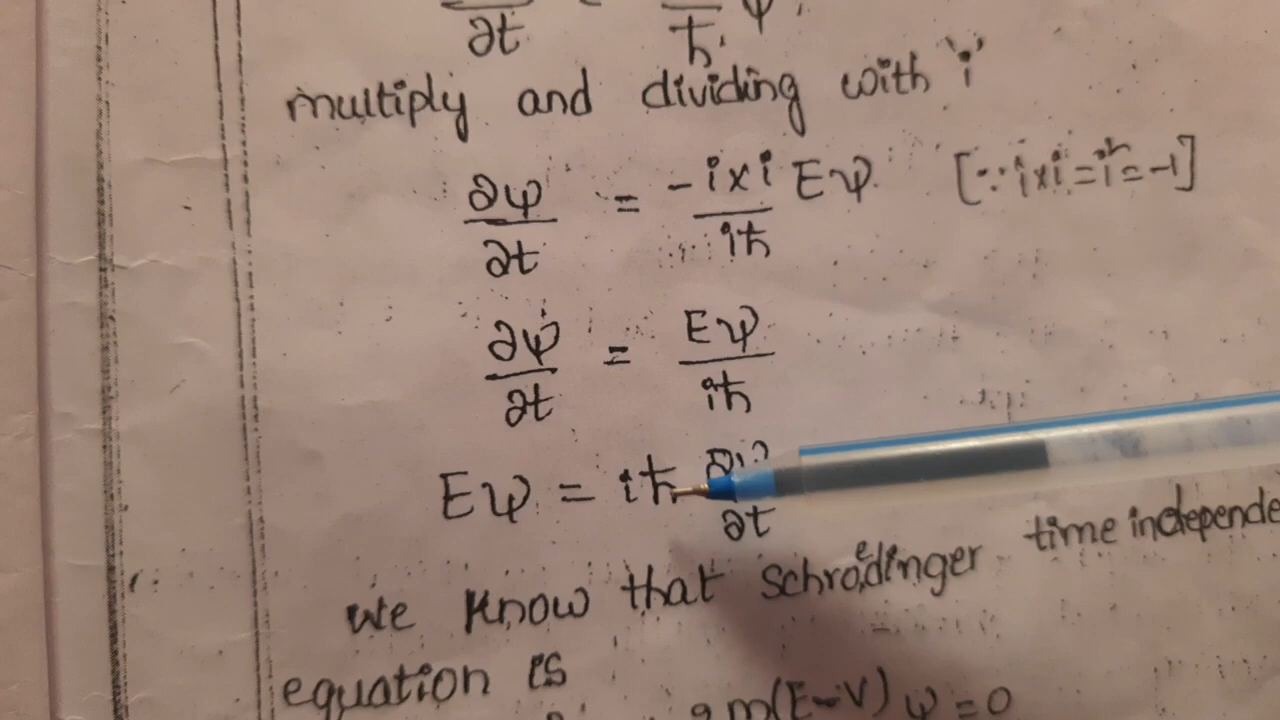 ∂t ħ
multiply and dividing with 'i'
∂ψ/∂t = -i×i/iħ Eψ [∵ i×i = i² = -1]
∂ψ/∂t = Eψ/iħ
Eψ = iħ ∂ψ/∂t
we know that schrodinger time independe
equation is
2m(E-V)ψ = 0